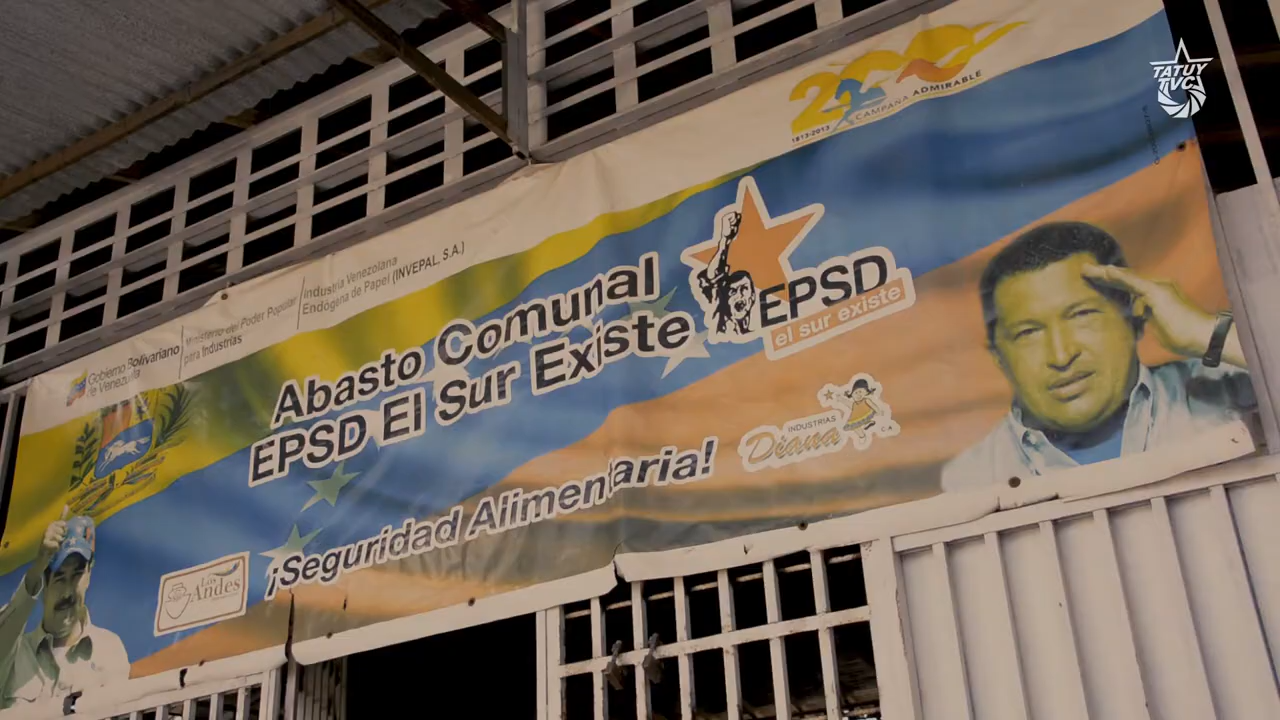 TATUY
TVC
200
1813-2013 CAMPAÑA ADMIRABLE
Gobierno Bolivariano
de Venezuela
Ministerio del Poder Popular
para Industrias
Industria Venezolana
Endógena de Papel (INVEPAL, S.A.)
Abasto Comunal
EPSD El Sur Existe
EPSD
el sur existe
¡Seguridad Alimentaria!
INDUSTRIAS
Diana
C.A.
Los
Andes